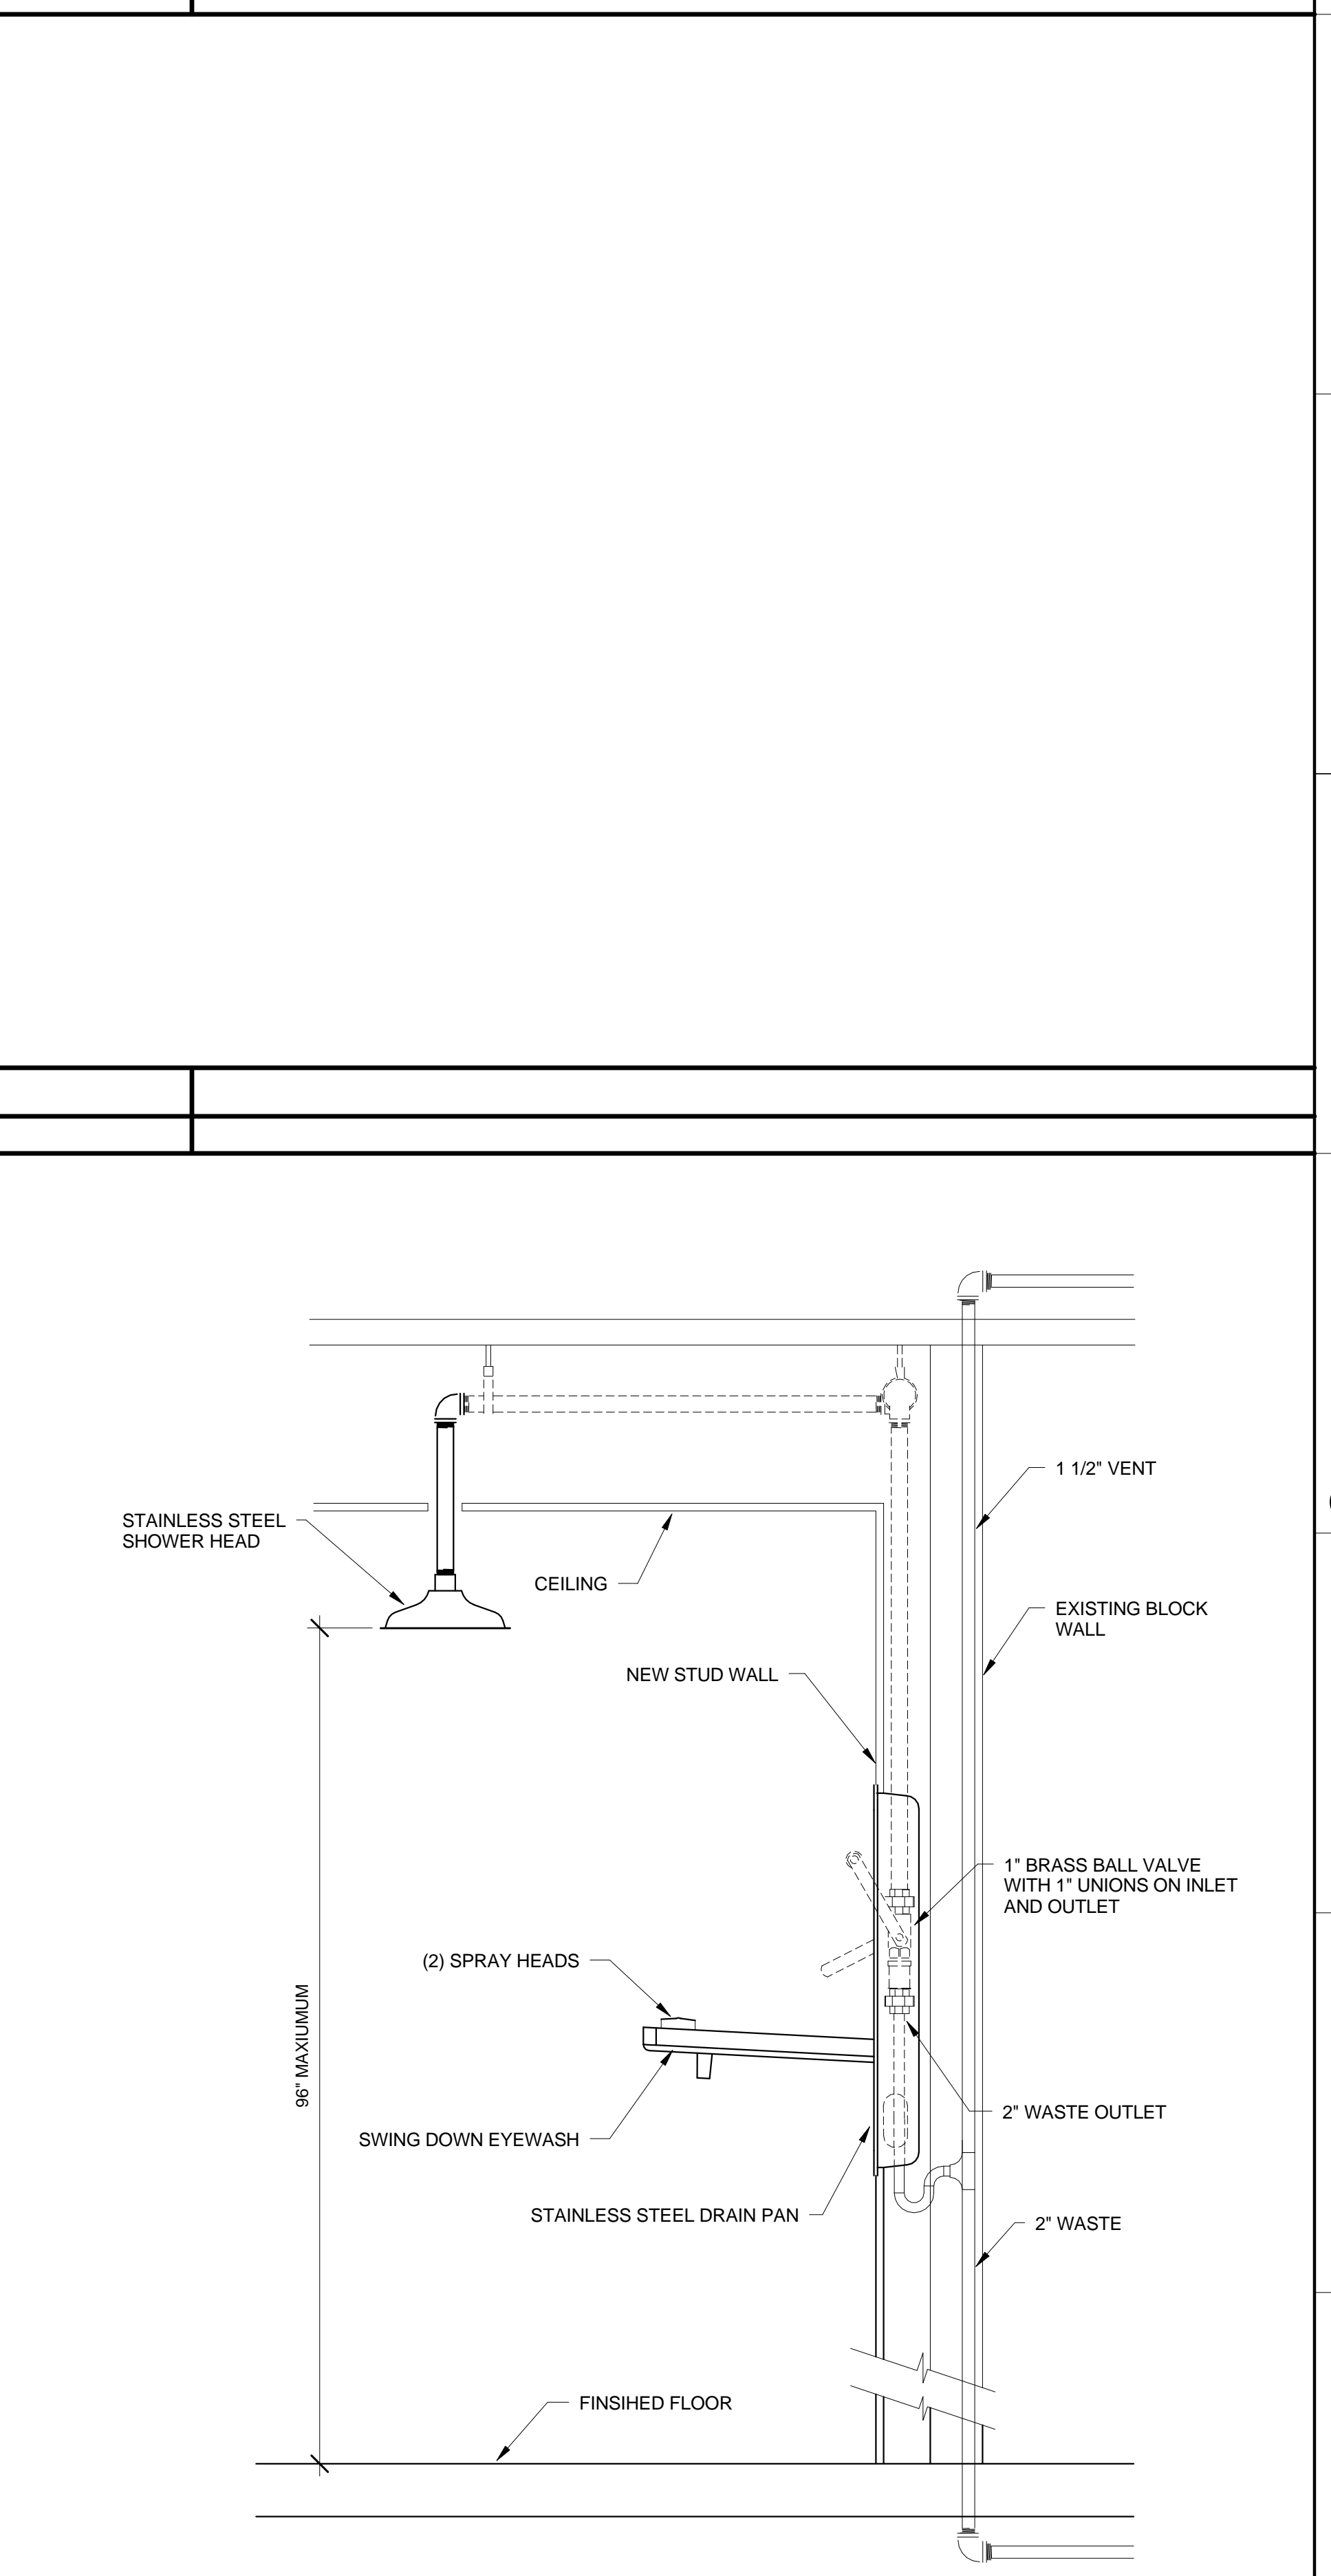 1 1/2" VENT
STAINLESS STEEL
SHOWER HEAD
CEILING
EXISTING BLOCK
WALL
NEW STUD WALL
1" BRASS BALL VALVE
WITH 1" UNIONS ON INLET
AND OUTLET
(2) SPRAY HEADS
96" MAXIUMUM
2" WASTE OUTLET
SWING DOWN EYEWASH
STAINLESS STEEL DRAIN PAN
2" WASTE
FINSIHED FLOOR